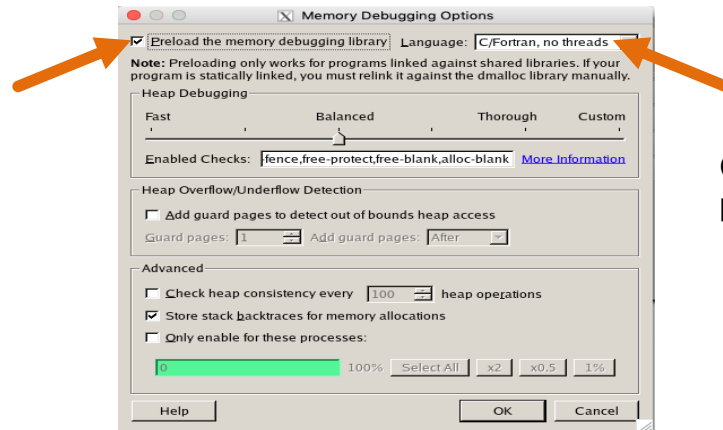 Memory Debugging Options
Preload the memory debugging library Language: C/Fortran, no threads
Note: Preloading only works for programs linked against shared libraries. If your
program is statically linked, you must relink it against the dmalloc library manually.
Heap Debugging
Fast Balanced Thorough Custom
Enabled Checks: -fence,free-protect,free-blank,alloc-blank More Information
Heap Overflow/Underflow Detection
Add guard pages to detect out of bounds heap access
Guard pages: 1 Add guard pages: After
Advanced
Check heap consistency every 100 heap operations
Store stack backtraces for memory allocations
Only enable for these processes:
0 100% Select All x2 x0.5 1%
Help OK Cancel